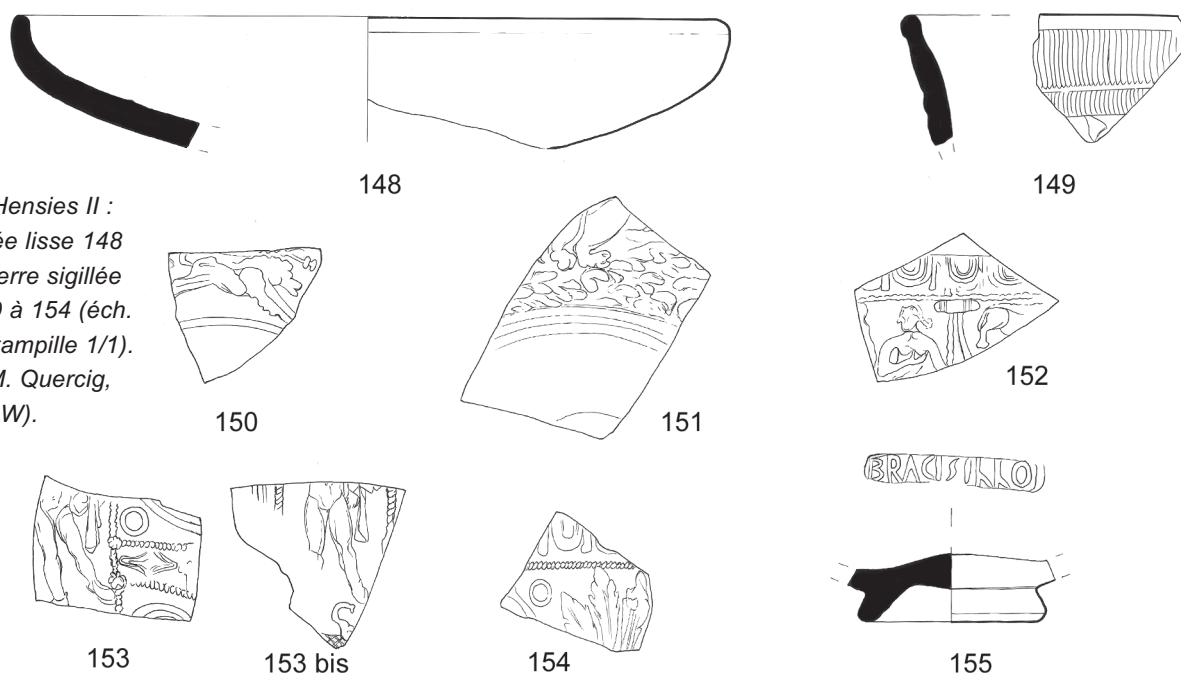 148
149
Hensies II :
ée lisse 148
erre sigillée
à 154 (éch.
ampille 1/1).
M. Quercig,
W).
150
151
152
BRACISILLO
153
153 bis
154
155